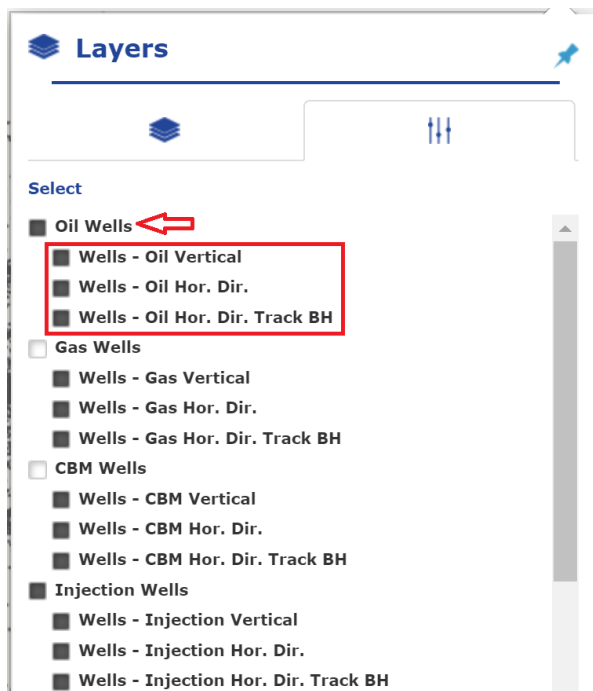 Layers
Select
Oil Wells
Wells - Oil Vertical
Wells - Oil Hor. Dir.
Wells - Oil Hor. Dir. Track BH
Gas Wells
Wells - Gas Vertical
Wells - Gas Hor. Dir.
Wells - Gas Hor. Dir. Track BH
CBM Wells
Wells - CBM Vertical
Wells - CBM Hor. Dir.
Wells - CBM Hor. Dir. Track BH
Injection Wells
Wells - Injection Vertical
Wells - Injection Hor. Dir.
Wells - Injection Hor. Dir. Track BH